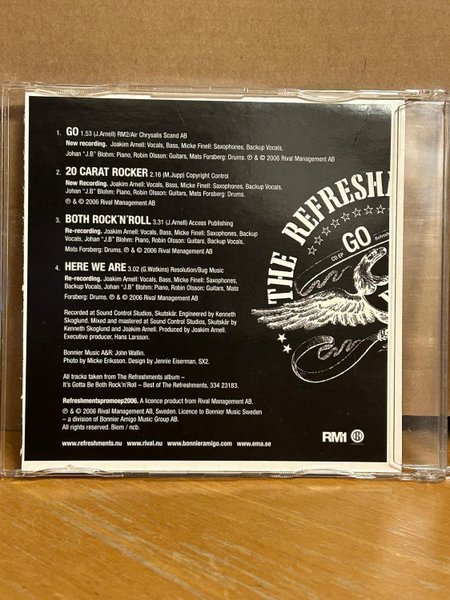 1. GO 1.53 (J.Arnell) RM2/Air Chrysalis Scand AB
New recording. Joakim Arnell: Vocals, Bass, Micke Finell: Saxophones, Backup Vocals,
Johan "J.B" Blohm: Piano, Robin Olsson: Guitars, Mats Forsberg: Drums. ℗ & © 2006 Rival Management AB
2. 20 CARAT ROCKER 2.16 (M.Jupp) Copyright Control
New Recording. Joakim Arnell: Vocals, Bass, Micke Finell: Saxophones, Backup Vocals,
Johan "J.B" Blohm: Piano, Robin Olsson: Guitars, Mats Forsberg: Drums. ℗ & © 2006 Rival Management AB
3. BOTH ROCK'N'ROLL 3.31 (J.Arnell) Access Publishing
Re-recording. Joakim Arnell: Vocals, Bass, Micke Finell: Saxophones, Backup Vocals,
Johan "J.B" Blohm: Piano, Robin Olsson: Guitars, Backup Vocals,
Mats Forsberg: Drums. ℗ & © 2006 Rival Management AB
4. HERE WE ARE 3.02 (G.Watkins) Resolution/Bug Music
Re-recording. Joakim Arnell: Vocals, Bass, Micke Finell: Saxophones,
Backup Vocals, Johan "J.B" Blohm: Piano, Robin Olsson: Guitars, Mats
Forsberg: Drums. ℗ & © 2006 Rival Management AB
Recorded at Sound Control Studios, Skutskär. Engineered by Kenneth
Skoglund. Mixed and mastered at Sound Control Studios, Skutskär by
Kenneth Skoglund and Joakim Arnell. Produced by Joakim Arnell.
Executive producer, Hans Larsson.
Bonnier Music A&R: John Wallin.
Photo by Micke Eriksson. Design by Jennie Eiserman, SX2.
All tracks taken from The Refreshments album –
It's Gotta Be Both Rock'n'Roll – Best of The Refreshments, 334 23183.
Refreshmentspromoep2006. A licence product from Rival Management AB.
℗ & © 2006 Rival Management AB, Sweden. Licence to Bonnier Music Sweden
– a division of Bonnier Amigo Music Group AB.
All rights reserved. Biem / ncb.
www.refreshments.nu www.rival.nu www.bonnieramigo.com www.ema.se
THE REFRESHM
GO
CD EP
RM1
B